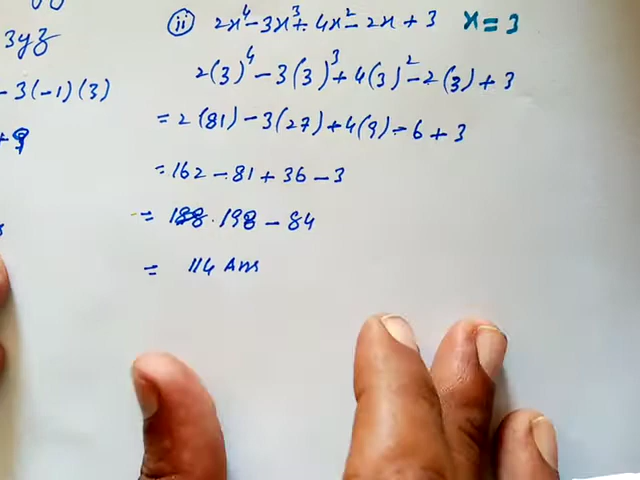 3yz
- 3(-1)(3)
+9
(ii) 2x⁴ - 3x³ + 4x² - 2x + 3 x = 3
2(3)⁴ - 3(3)³ + 4(3)² - 2(3) + 3
= 2(81) - 3(27) + 4(9) - 6 + 3
= 162 - 81 + 36 - 3
= 198 - 84
= 114 Ans